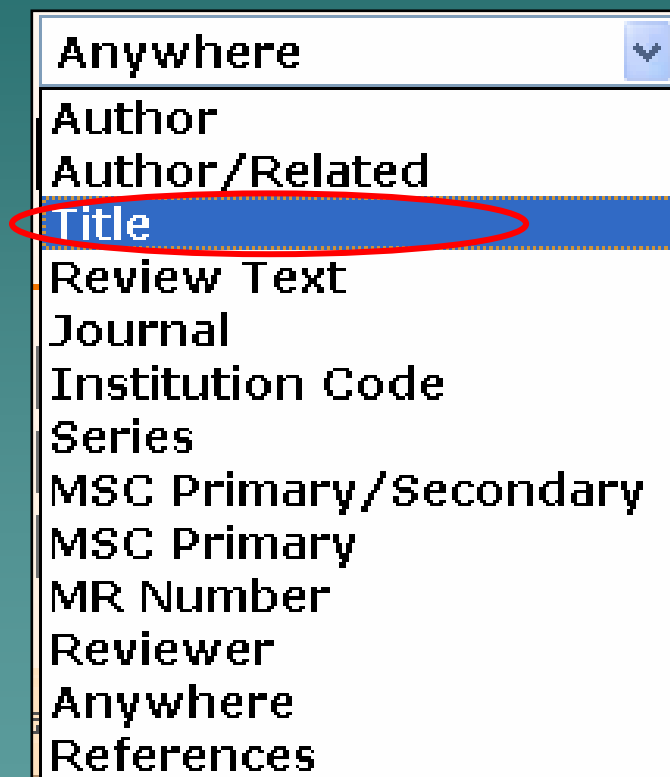 Anywhere
Author
Author/Related
Title
Review Text
Journal
Institution Code
Series
MSC Primary/Secondary
MSC Primary
MR Number
Reviewer
Anywhere
References